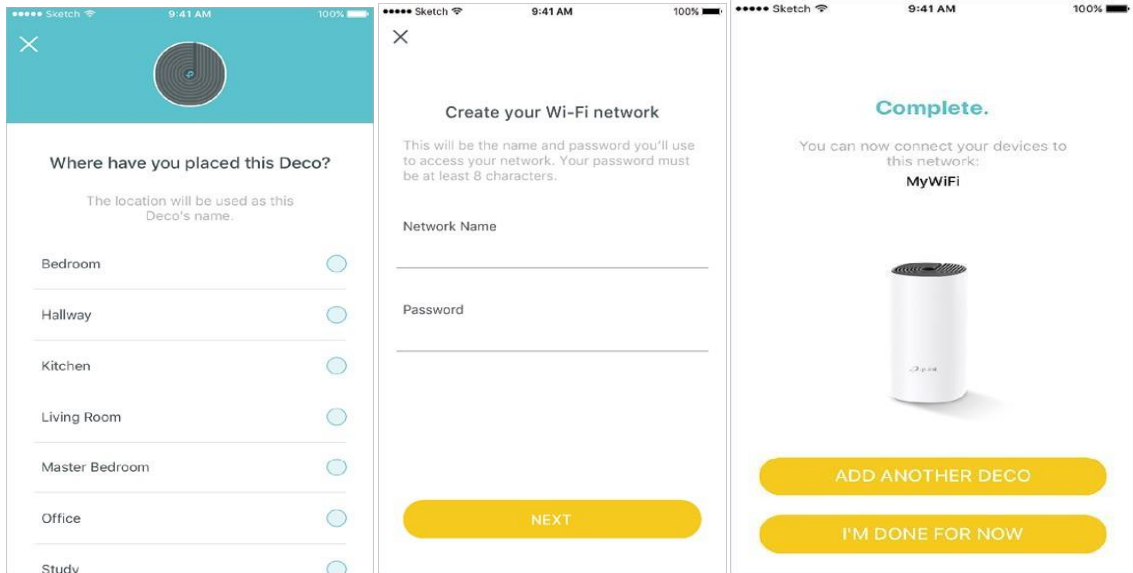 Sketch 9:41 AM 100%
Where have you placed this Deco?
The location will be used as this
Deco's name.
Bedroom
Hallway
Kitchen
Living Room
Master Bedroom
Office
Study
Sketch 9:41 AM 100%
Create your Wi-Fi network
This will be the name and password you'll use
to access your network. Your password must
be at least 8 characters.
Network Name
Password
NEXT
Sketch 9:41 AM 100%
Complete.
You can now connect your devices to
this network:
MyWiFi
ADD ANOTHER DECO
I'M DONE FOR NOW